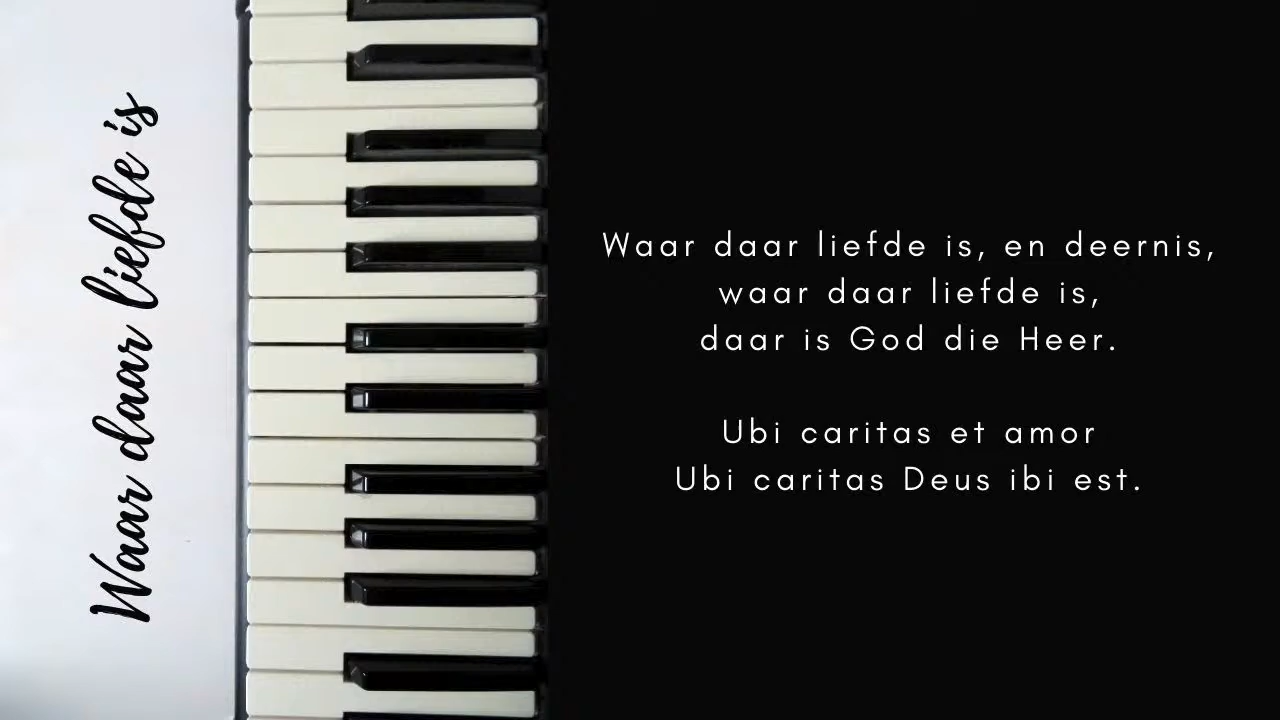 Waar daar liefde is
Waar daar liefde is, en deernis,
waar daar liefde is,
daar is God die Heer.
Ubi caritas et amor
Ubi caritas Deus ibi est.